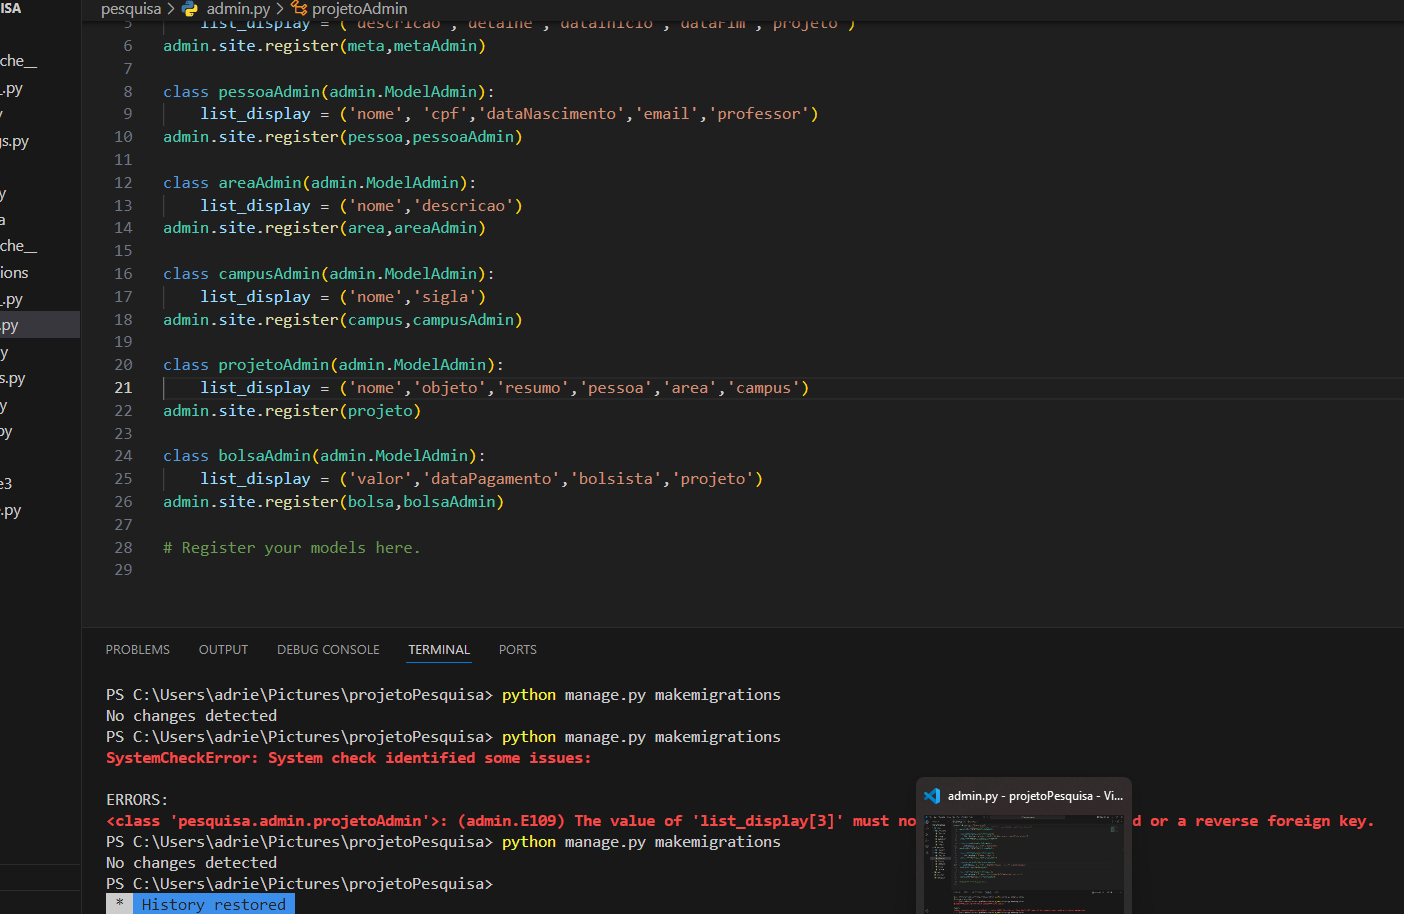 ISA
pesquisa > admin.py > projetoAdmin
che__
_.py
y
gs.py
y
a
che__
ions
_.py
.py
y
s.py
y
py
e3
.py
5 list_display = ('descricao','detalhe','dataInicio','dataFim','projeto')
6 admin.site.register(meta,metaAdmin)
7
8 class pessoaAdmin(admin.ModelAdmin):
9 list_display = ('nome', 'cpf','dataNascimento','email','professor')
10 admin.site.register(pessoa,pessoaAdmin)
11
12 class areaAdmin(admin.ModelAdmin):
13 list_display = ('nome','descricao')
14 admin.site.register(area,areaAdmin)
15
16 class campusAdmin(admin.ModelAdmin):
17 list_display = ('nome','sigla')
18 admin.site.register(campus,campusAdmin)
19
20 class projetoAdmin(admin.ModelAdmin):
21 list_display = ('nome','objeto','resumo','pessoa','area','campus')
22 admin.site.register(projeto)
23
24 class bolsaAdmin(admin.ModelAdmin):
25 list_display = ('valor','dataPagamento','bolsista','projeto')
26 admin.site.register(bolsa,bolsaAdmin)
27
28 # Register your models here.
29
PROBLEMS OUTPUT DEBUG CONSOLE TERMINAL PORTS
PS C:\Users\adrie\Pictures\projetoPesquisa> python manage.py makemigrations
No changes detected
PS C:\Users\adrie\Pictures\projetoPesquisa> python manage.py makemigrations
SystemCheckError: System check identified some issues:
ERRORS:
<class 'pesquisa.admin.projetoAdmin'>: (admin.E109) The value of 'list_display[3]' must no d or a reverse foreign key.
PS C:\Users\adrie\Pictures\projetoPesquisa> python manage.py makemigrations
No changes detected
PS C:\Users\adrie\Pictures\projetoPesquisa>
* History restored
admin.py - projetoPesquisa - Vi...